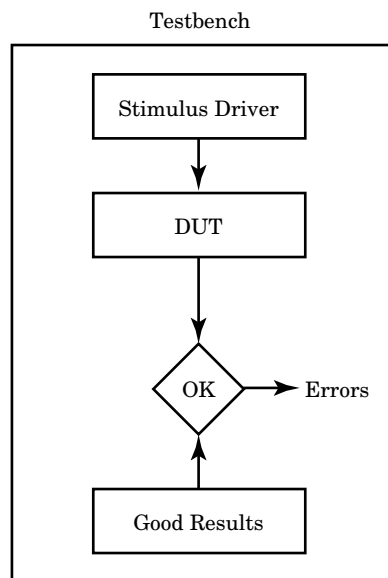 Testbench
Stimulus Driver
DUT
OK
Errors
Good Results